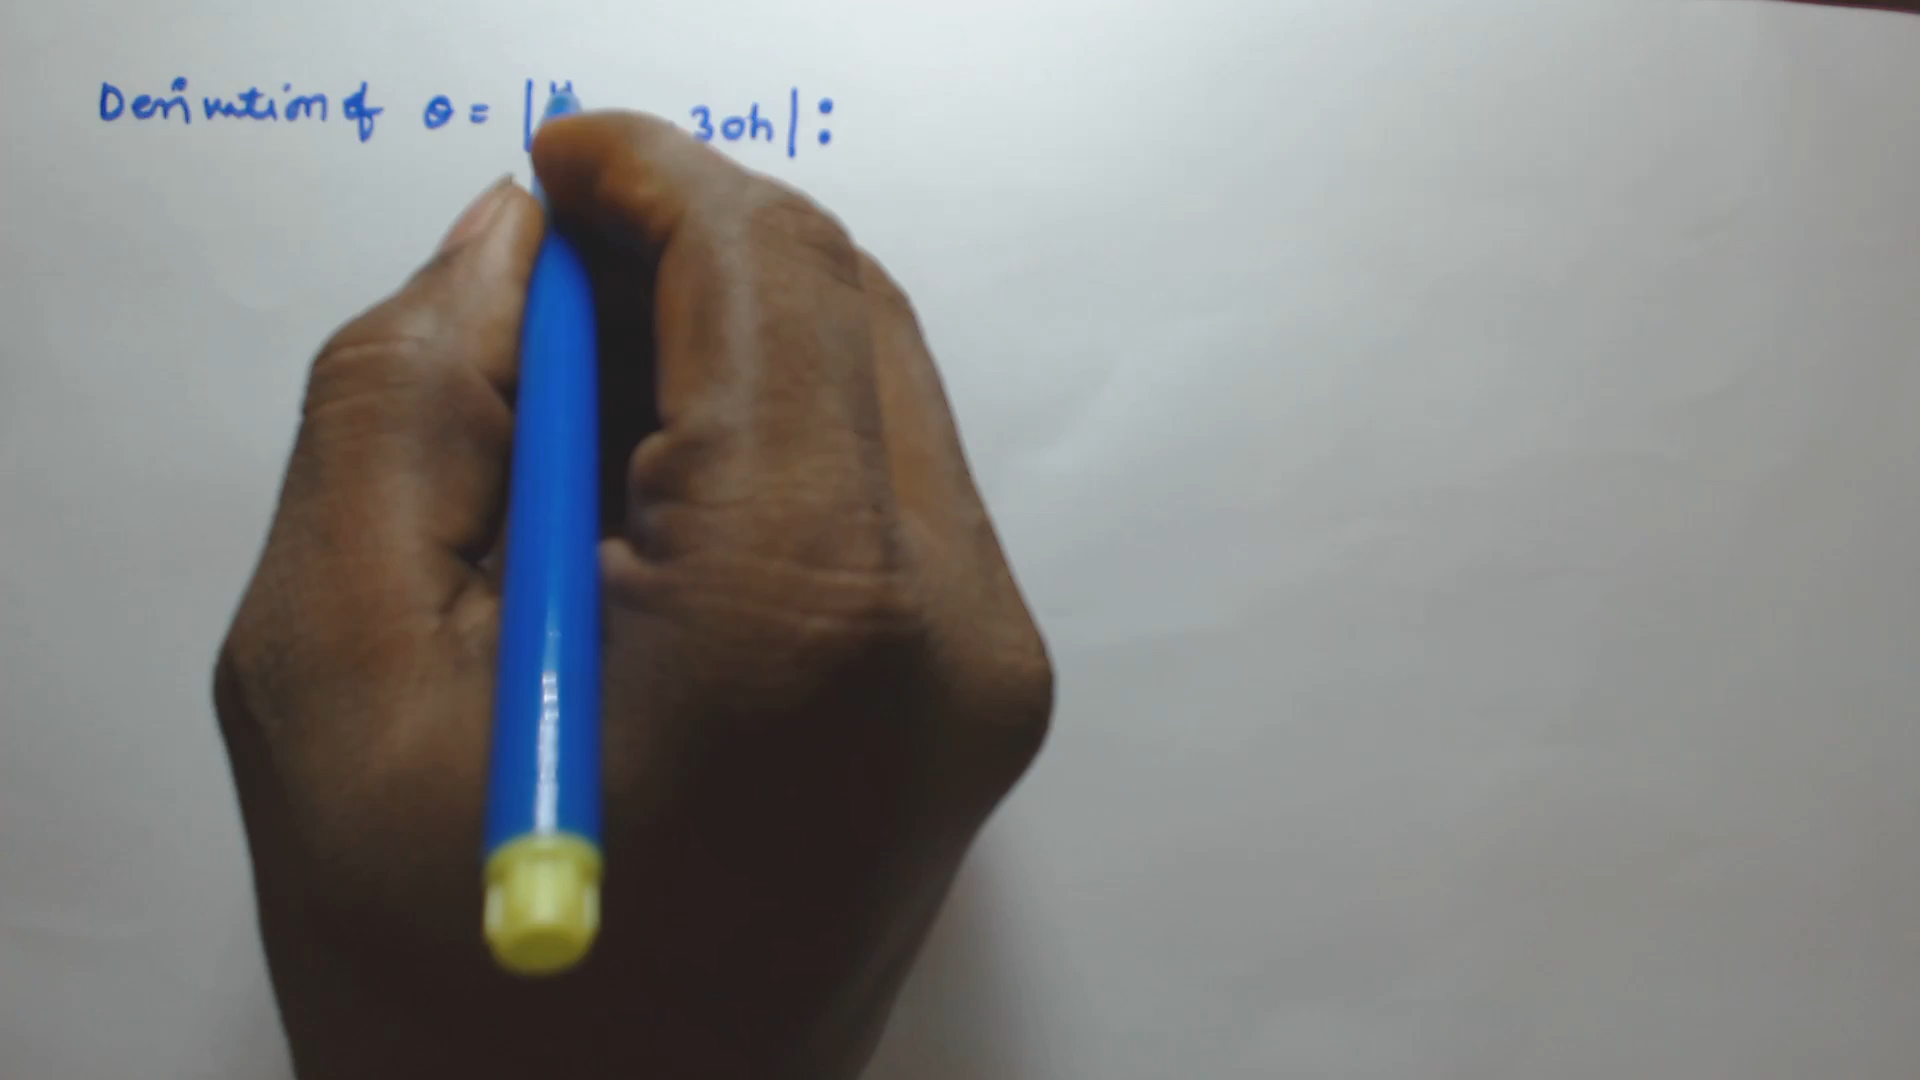 Derivation of θ = | - 30h | :